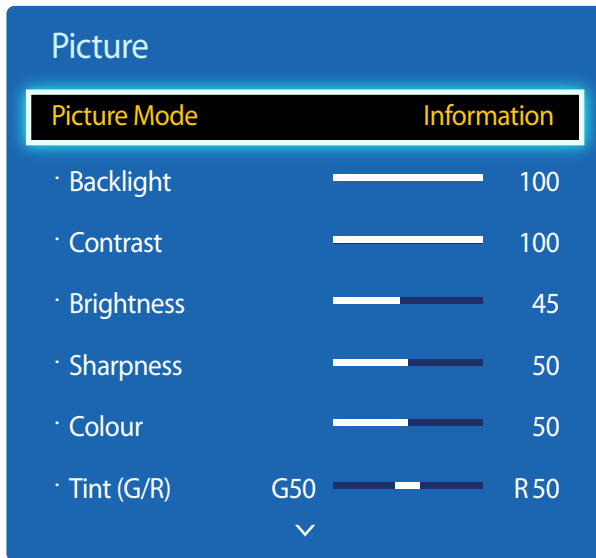 Picture
Picture Mode Information
· Backlight 100
· Contrast 100
· Brightness 45
· Sharpness 50
· Colour 50
· Tint (G/R) G50 R50